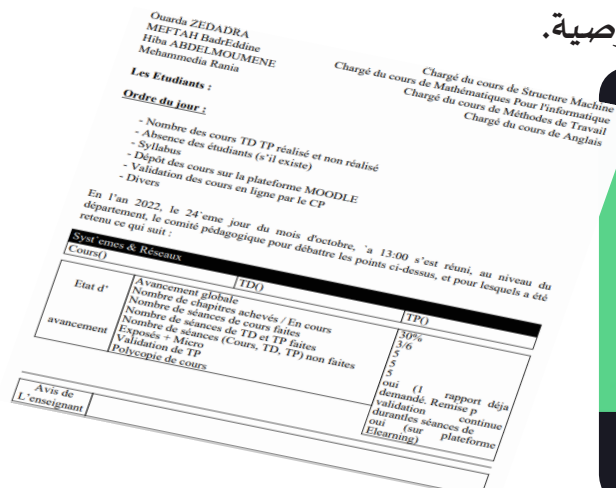 وصية.
Ouarda ZEDADRA
MEFTAH BadrEddine
Hiba ABDELMOUMENE
Mehammedia Rania
Chargé du cours de Structure Machine
Chargé du cours de Mathématiques Pour l'informatique
Chargé du cours de Méthodes de Travail
Chargé du cours de Anglais
Les Etudiants :
Ordre du jour :
- Nombre des cours TD TP réalisé et non réalisé
- Absence des étudiants (s'il existe)
- Syllabus
- Dépôt des cours sur la plateforme MOODLE
- Validation des cours en ligne par le CP
- Divers
En l'an 2022, le 24`eme jour du mois d'octobre, `a 13:00 s'est réuni, au niveau du
département, le comité pédagogique pour débattre les points ci-dessus, et pour lesquels a été
retenu ce qui suit :
Syst`emes & Réseaux
Cours() TD() TP()
Etat d'
avancement
Avancement globale
Nombre de chapitres achevés / En cours
Nombre de séances de cours faites
Nombre de séances de TD et TP faites
Nombre de séances (Cours, TD, TP) non faites
Exposés + Micro
Validation de TP
Polycopie de cours
30%
3/6
5
5
5
oui (1 rapport déja
demandé. Remise p
validation continue
durantles séances de
oui (sur plateforme
Elearning)
Avis de
L'enseignant